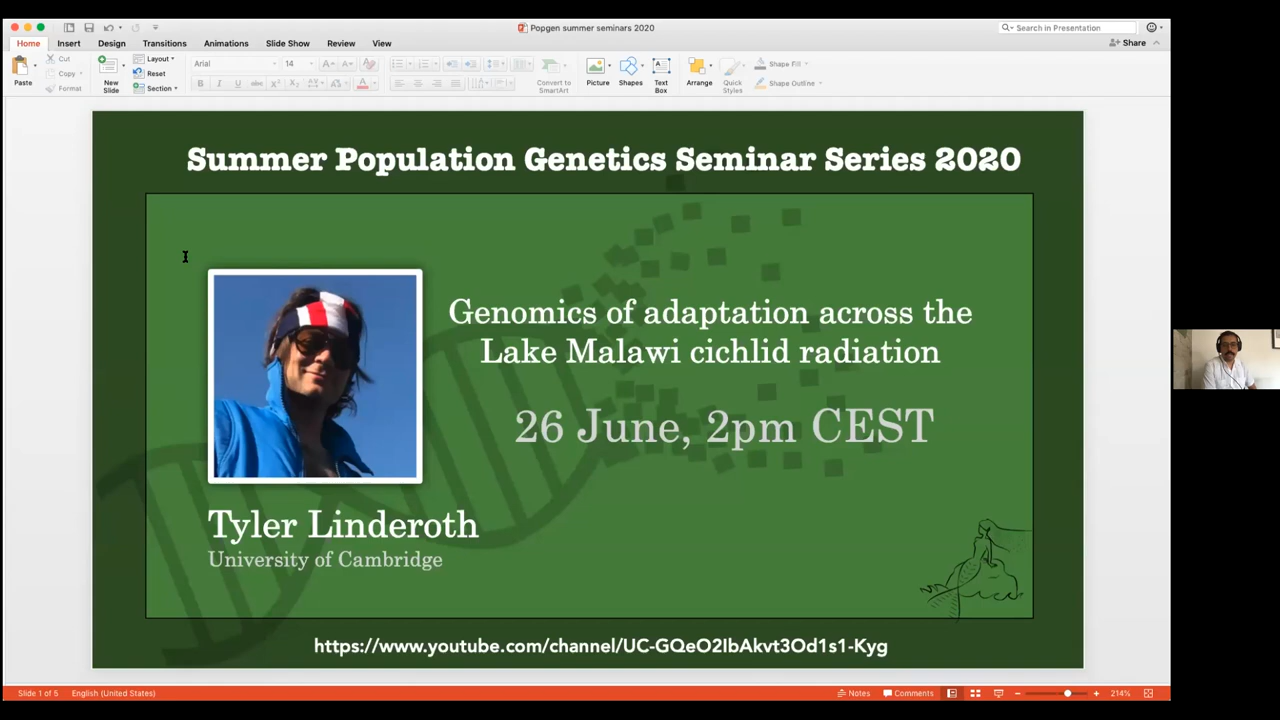 Popgen summer seminars 2020
Search in Presentation
Home Insert Design Transitions Animations Slide Show Review View
Share
Paste
Cut
Copy
Format
New
Slide
Layout
Reset
Section
Arial 14
Convert to
SmartArt
Picture
Shapes
Text
Box
Arrange
Quick
Styles
Shape Fill
Shape Outline
Summer Population Genetics Seminar Series 2020
Genomics of adaptation across the
Lake Malawi cichlid radiation
26 June, 2pm CEST
Tyler Linderoth
University of Cambridge
https://www.youtube.com/channel/UC-GQeO2IbAkvt3Od1s1-Kyg
Slide 1 of 5 English (United States)
Notes Comments 214%